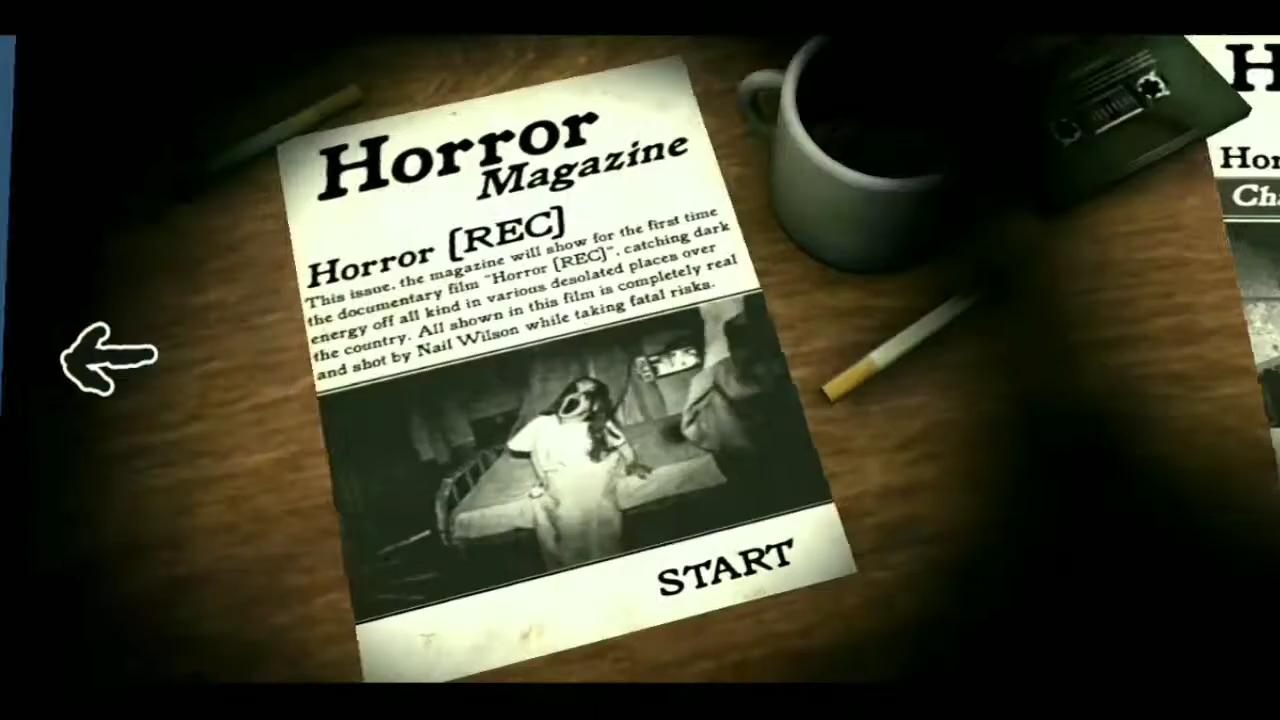 Horror
Magazine
Horror [REC]
This issue, the magazine will show for the first time
the documentary film "Horror [REC]", catching dark
energy off all kind in various desolated places over
the country. All shown in this film is completely real
and shot by Nail Wilson while taking fatal risks.
START
H
Hor
Cha